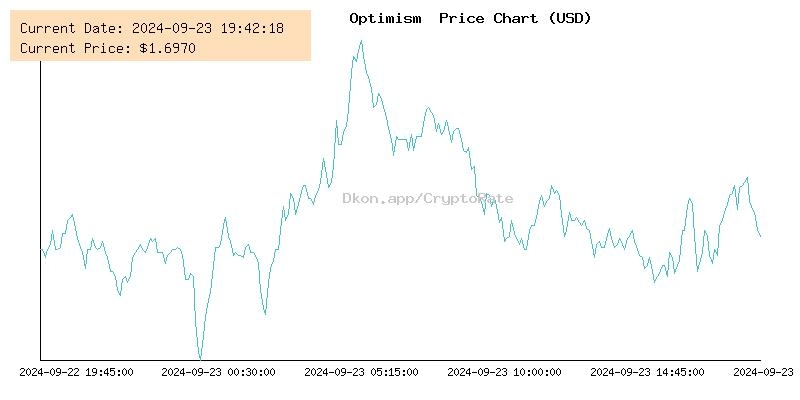 Optimism Price Chart (USD)
Current Date: 2024-09-23 19:42:18
Current Price: $1.6970
Dkon.app/CryptoRate
2024-09-22 19:45:00 2024-09-23 00:30:00 2024-09-23 05:15:00 2024-09-23 10:00:00 2024-09-23 14:45:00 2024-09-23